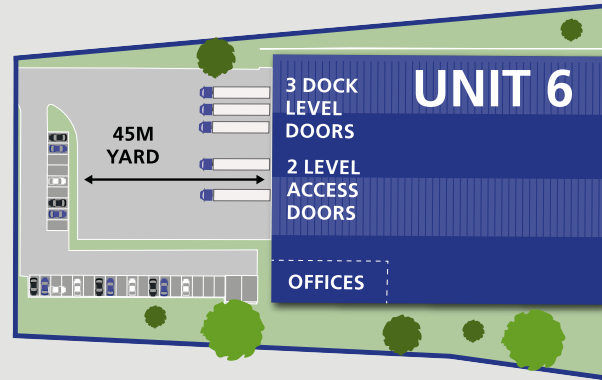 UNIT 6
3 DOCK
LEVEL
DOORS
45M
YARD
2 LEVEL
ACCESS
DOORS
OFFICES